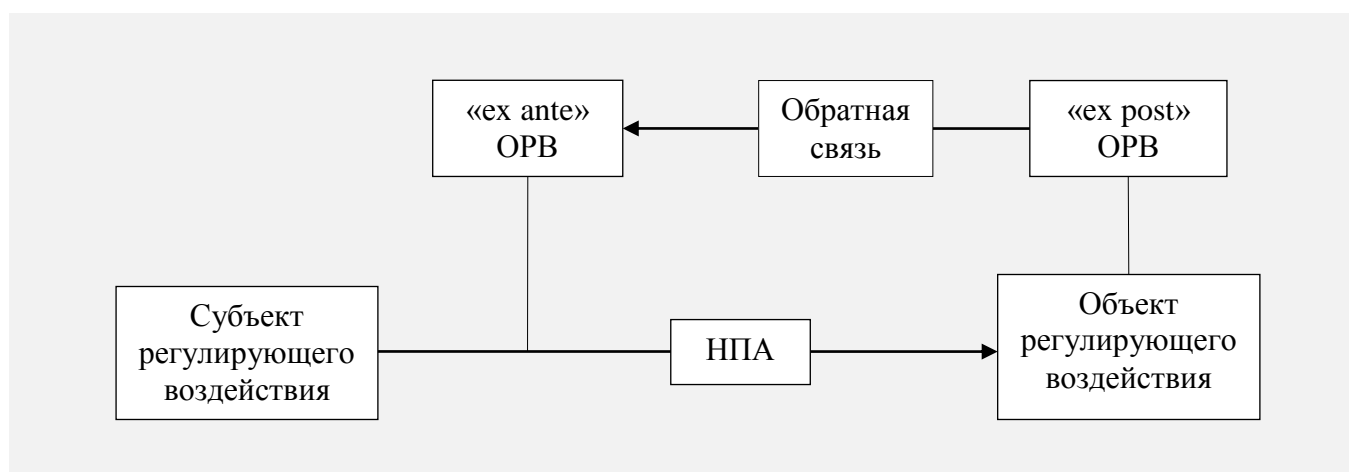 «ex ante»
ОРВ
Обратная
связь
«ex post»
ОРВ
Субъект
регулирующего
воздействия
НПА
Объект
регулирующего
воздействия